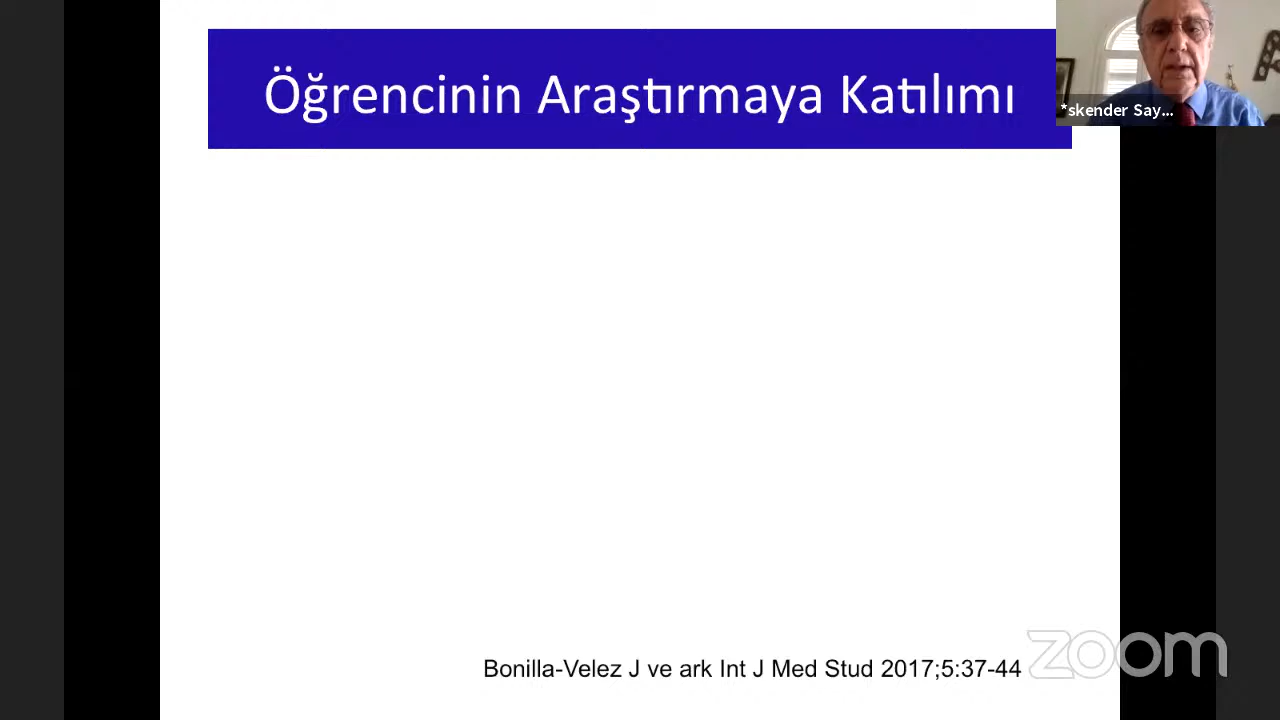 Öğrencinin Araştırmaya Katılımı
*skender Say...
Bonilla-Velez J ve ark Int J Med Stud 2017;5:37-44
zoom